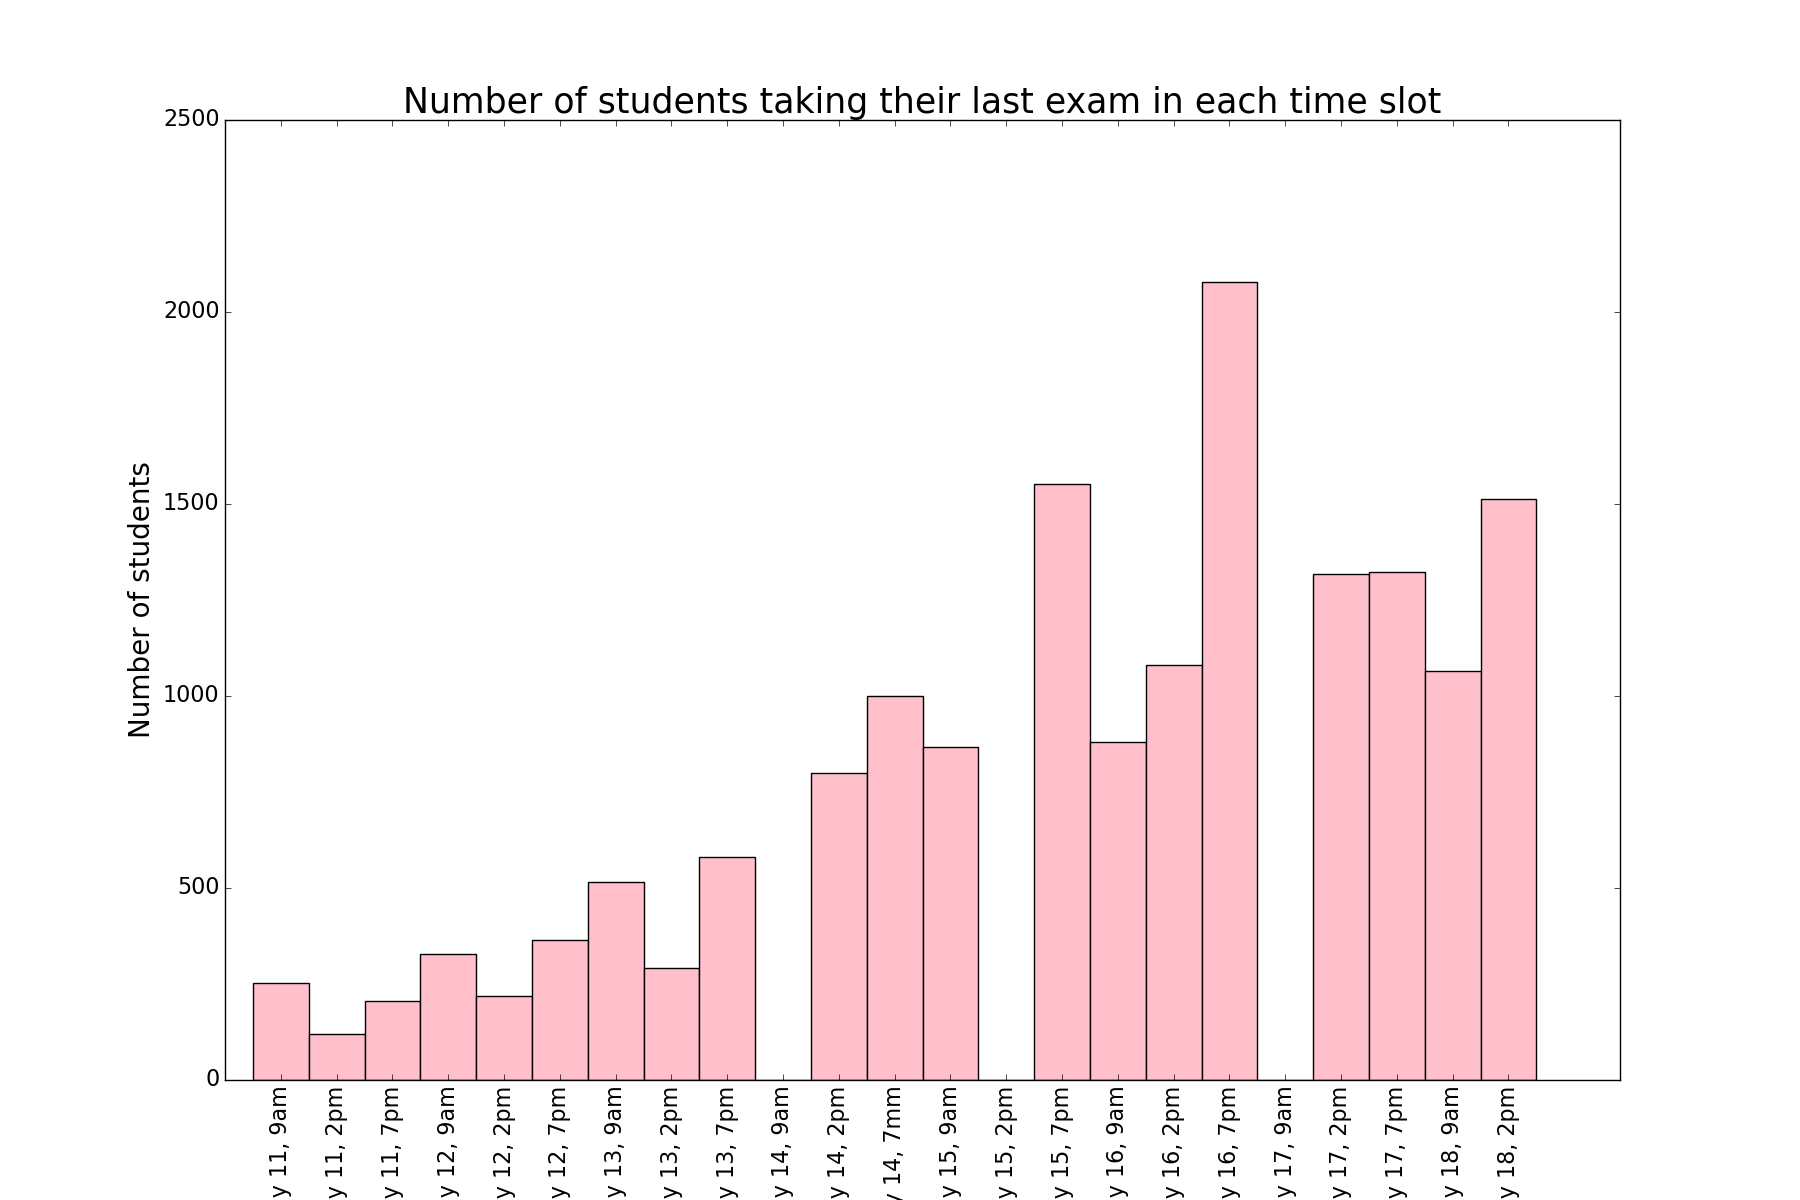 Number of students taking their last exam in each time slot
Number of students
2500
2000
1500
1000
500
0
y 11, 9am
y 11, 2pm
y 11, 7pm
y 12, 9am
y 12, 2pm
y 12, 7pm
y 13, 9am
y 13, 2pm
y 13, 7pm
y 14, 9am
y 14, 2pm
y 14, 7mm
y 15, 9am
y 15, 2pm
y 15, 7pm
y 16, 9am
y 16, 2pm
y 16, 7pm
y 17, 9am
y 17, 2pm
y 17, 7pm
y 18, 9am
y 18, 2pm